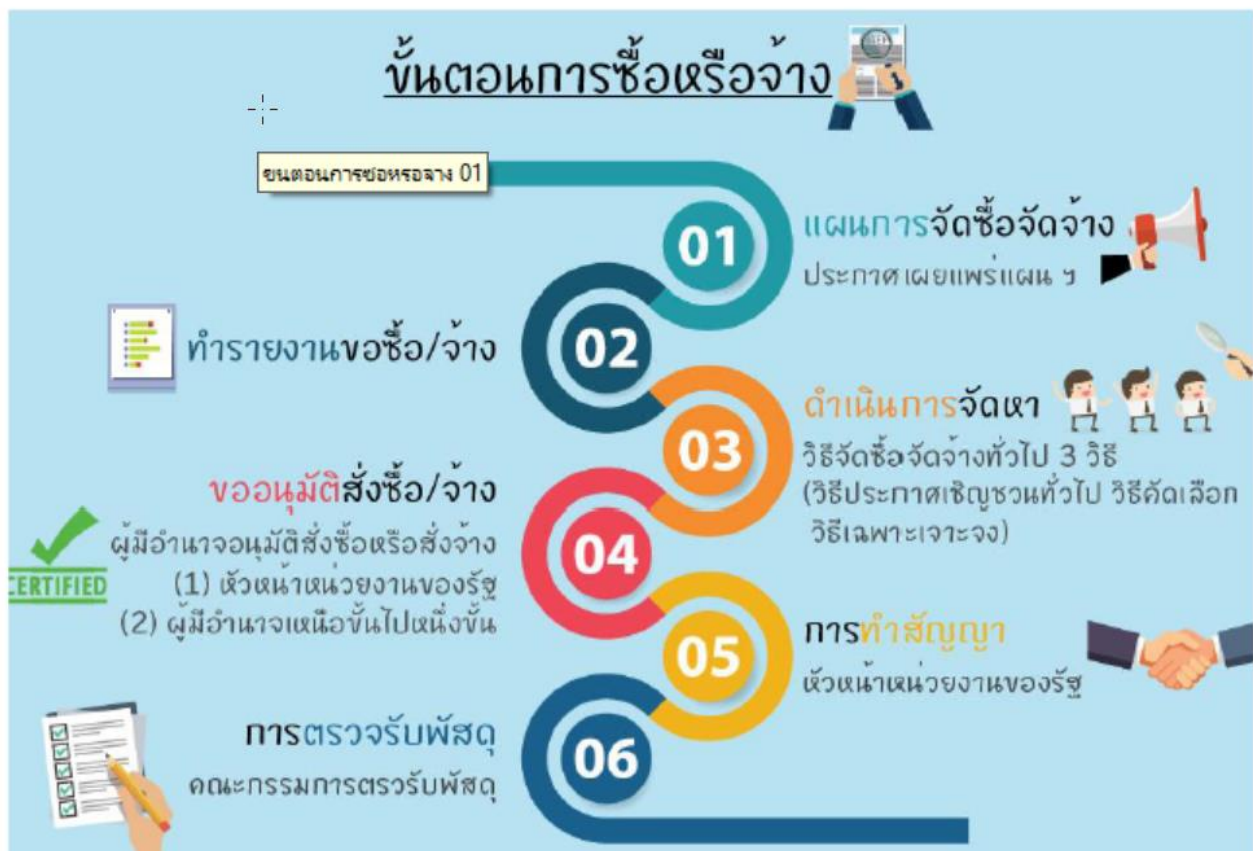 ขั้นตอนการซื้อหรือจ้าง
ขนตอนการซอหรอจาง 01
01
แผนการจัดซื้อจัดจ้าง
ประกาศเผยแพร่แผน ฯ
02
ทำรายงานขอซื้อ/จ้าง
03
ดำเนินการจัดหา
วิธีจัดซื้อจัดจ้างทั่วไป 3 วิธี
(วิธีประกาศเชิญชวนทั่วไป วิธีคัดเลือก
วิธีเฉพาะเจาะจง)
04
ขออนุมัติสั่งซื้อ/จ้าง
ผู้มีอำนาจอนุมัติสั่งซื้อหรือสั่งจ้าง
(1) หัวหน้าหน่วยงานของรัฐ
(2) ผู้มีอำนาจเหนือขั้นไปหนึ่งขั้น
CERTIFIED
05
การทำสัญญา
หัวหน้าหน่วยงานของรัฐ
06
การตรวจรับพัสดุ
คณะกรรมการตรวรับพัสดุ